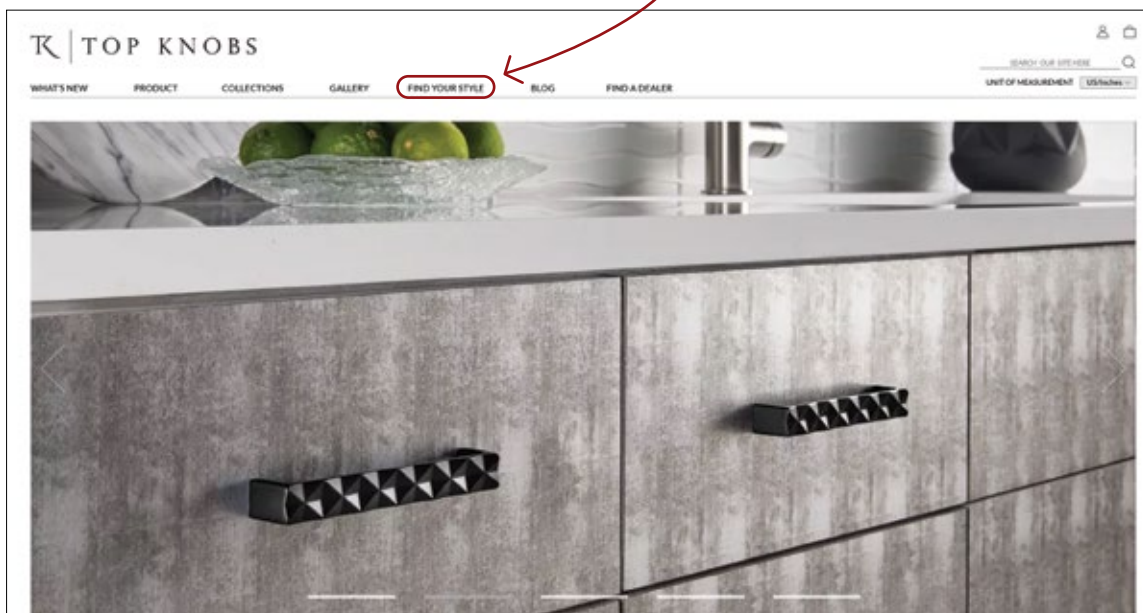 TK TOP KNOBS
SEARCH OUR SITE HERE
UNIT OF MEASUREMENT US/Inches
WHAT'S NEW PRODUCT COLLECTIONS GALLERY FIND YOUR STYLE BLOG FIND A DEALER